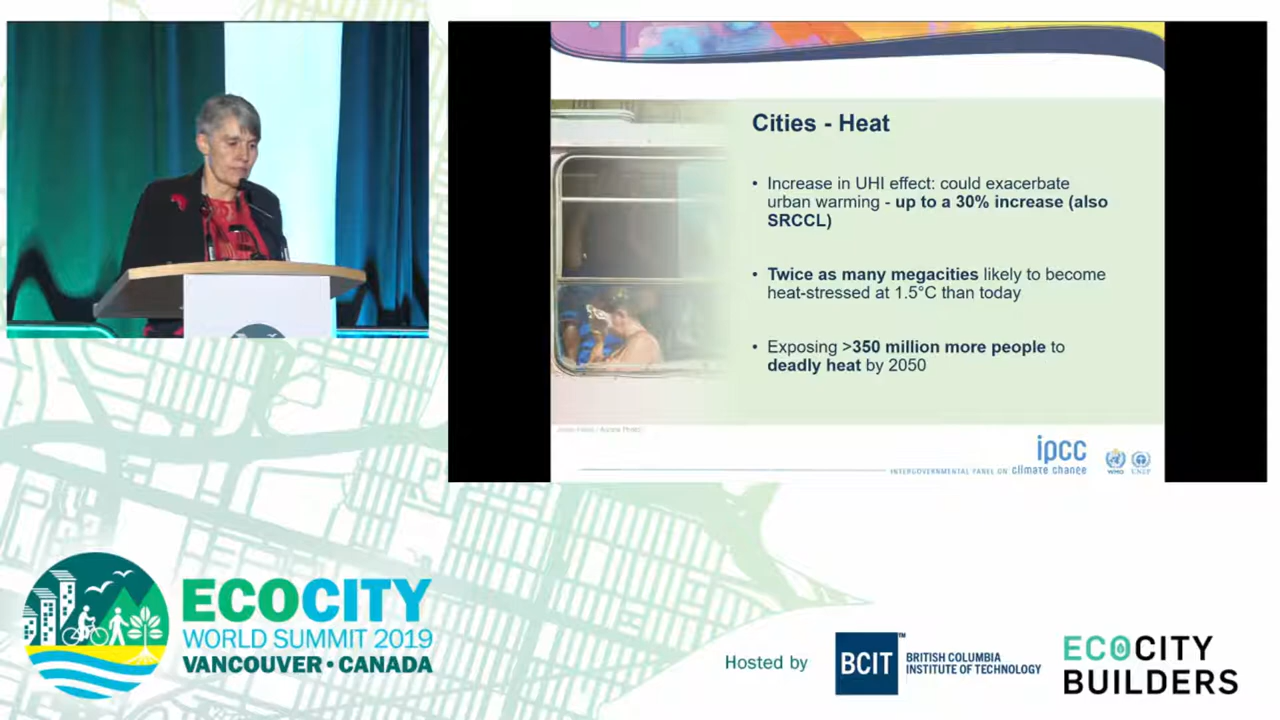 Cities - Heat
• Increase in UHI effect: could exacerbate
urban warming - up to a 30% increase (also
SRCCL)
• Twice as many megacities likely to become
heat-stressed at 1.5°C than today
• Exposing >350 million more people to
deadly heat by 2050
ipcc
INTERGOVERNMENTAL PANEL ON climate change
WMO
UNEP
ECOCITY
WORLD SUMMIT 2019
VANCOUVER • CANADA
Hosted by
BCIT™
BRITISH COLUMBIA
INSTITUTE OF TECHNOLOGY
ECOCITY
BUILDERS